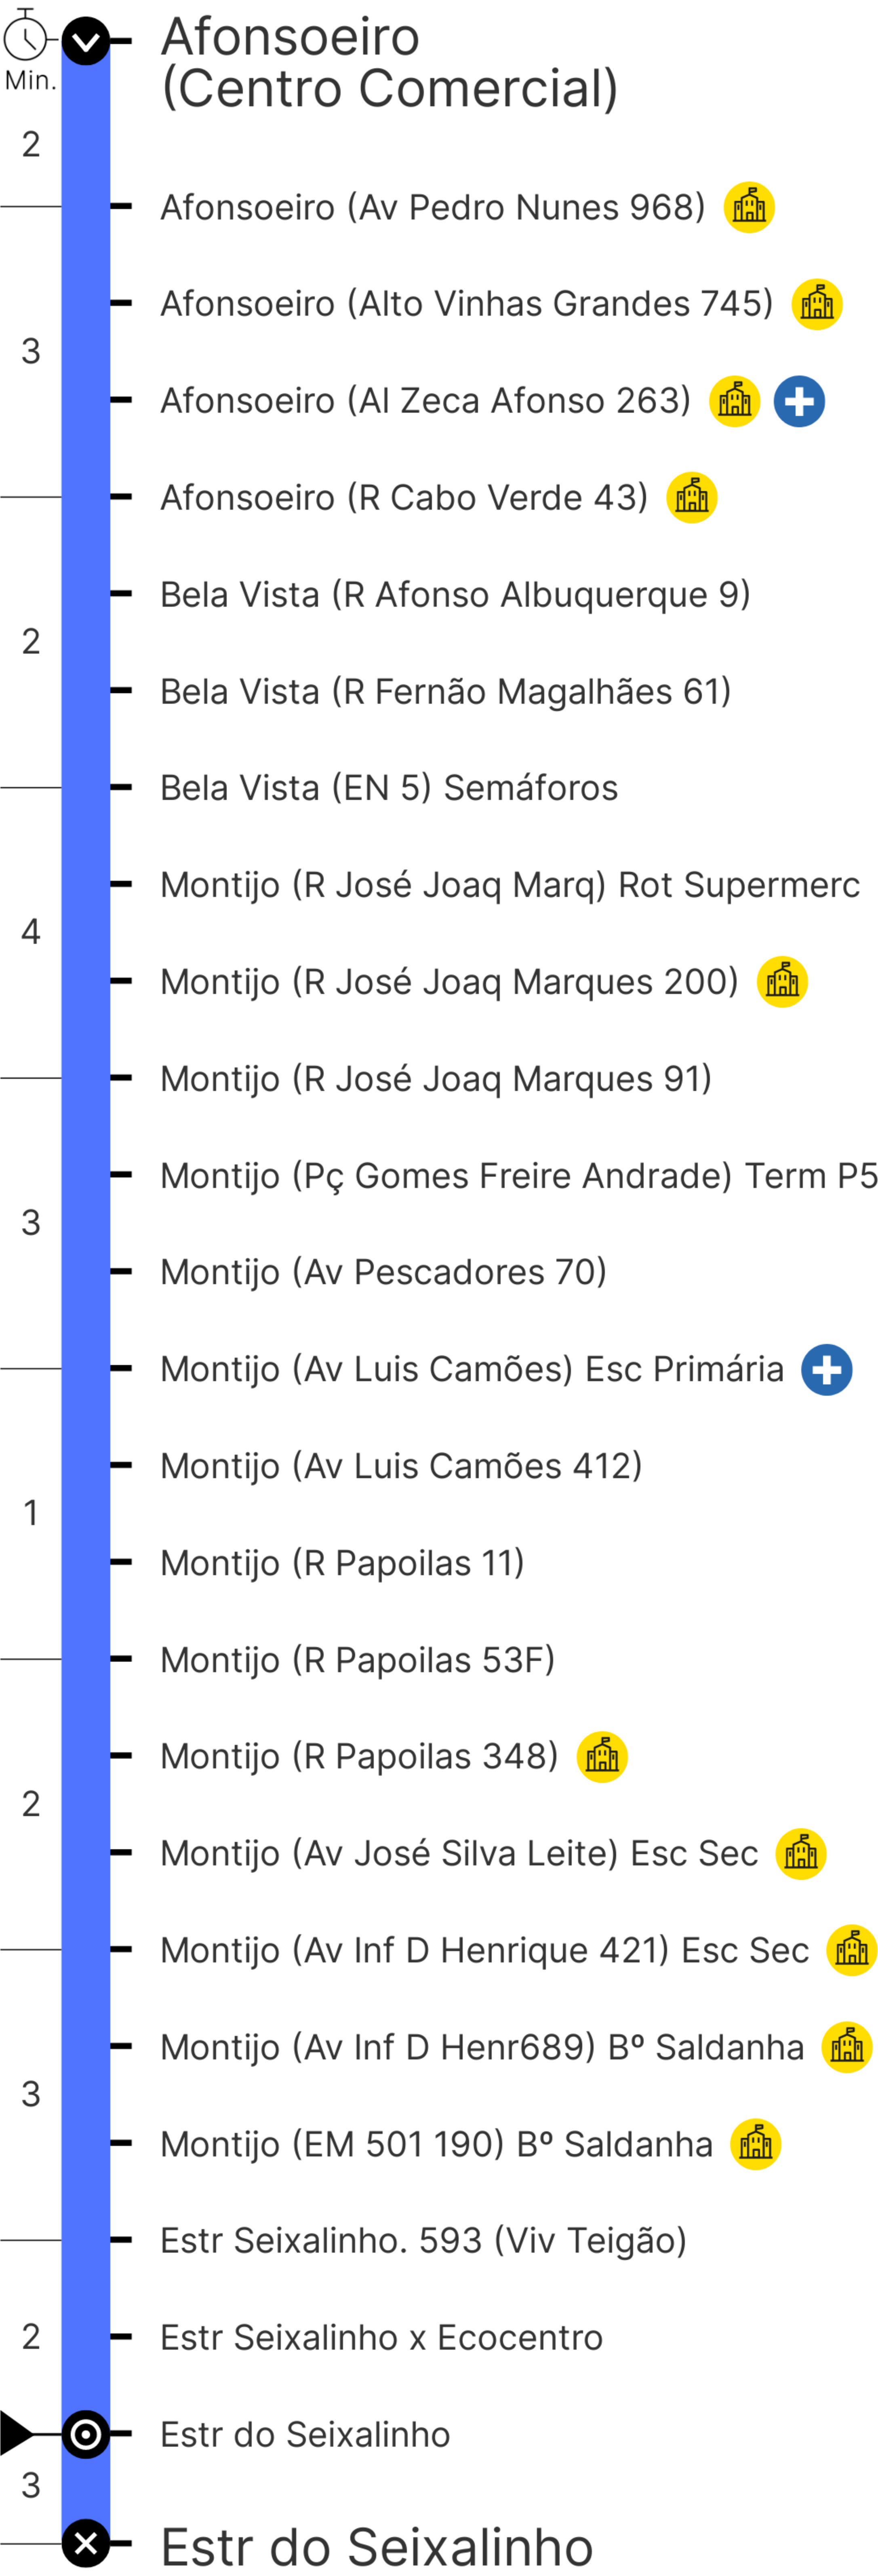 Afonsoeiro
(Centro Comercial)
Min.
2
Afonsoeiro (Av Pedro Nunes 968)
Afonsoeiro (Alto Vinhas Grandes 745)
3
Afonsoeiro (Al Zeca Afonso 263)
Afonsoeiro (R Cabo Verde 43)
Bela Vista (R Afonso Albuquerque 9)
2
Bela Vista (R Fernão Magalhães 61)
Bela Vista (EN 5) Semáforos
Montijo (R José Joaq Marq) Rot Supermerc
4
Montijo (R José Joaq Marques 200)
Montijo (R José Joaq Marques 91)
Montijo (Pç Gomes Freire Andrade) Term P5
3
Montijo (Av Pescadores 70)
Montijo (Av Luis Camões) Esc Primária
Montijo (Av Luis Camões 412)
1
Montijo (R Papoilas 11)
Montijo (R Papoilas 53F)
Montijo (R Papoilas 348)
2
Montijo (Av José Silva Leite) Esc Sec
Montijo (Av Inf D Henrique 421) Esc Sec
Montijo (Av Inf D Henr689) Bº Saldanha
3
Montijo (EM 501 190) Bº Saldanha
Estr Seixalinho. 593 (Viv Teigão)
2
Estr Seixalinho x Ecocentro
Estr do Seixalinho
3
Estr do Seixalinho